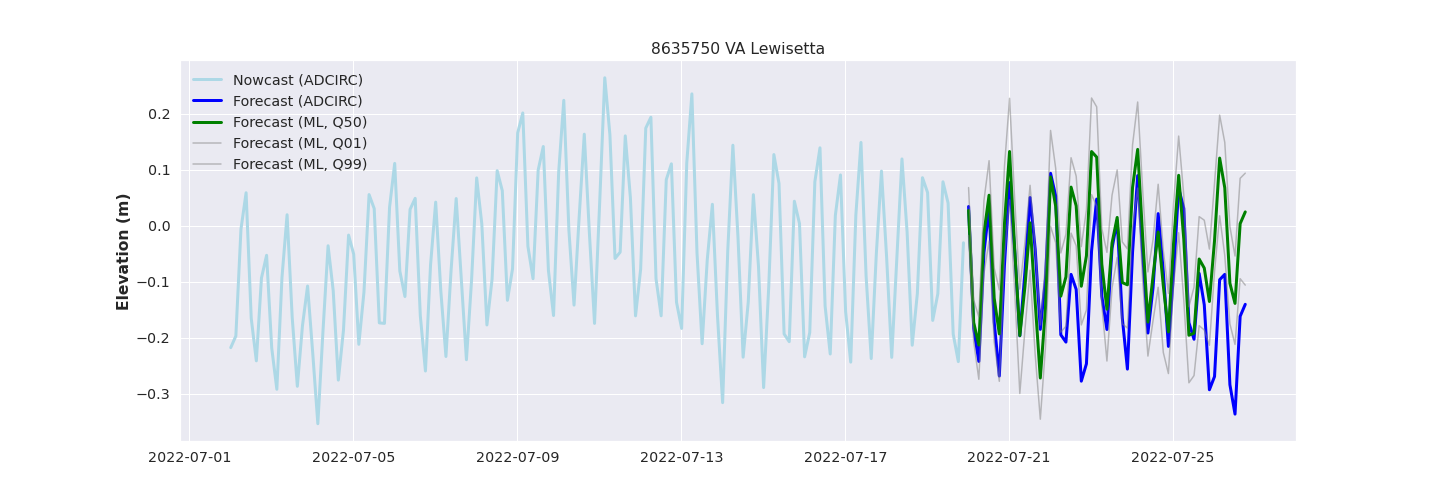 8635750 VA Lewisetta
Nowcast (ADCIRC)
Forecast (ADCIRC)
Forecast (ML, Q50)
Forecast (ML, Q01)
Forecast (ML, Q99)
Elevation (m)
0.2
0.1
0.0
−0.1
−0.2
−0.3
2022-07-01 2022-07-05 2022-07-09 2022-07-13 2022-07-17 2022-07-21 2022-07-25